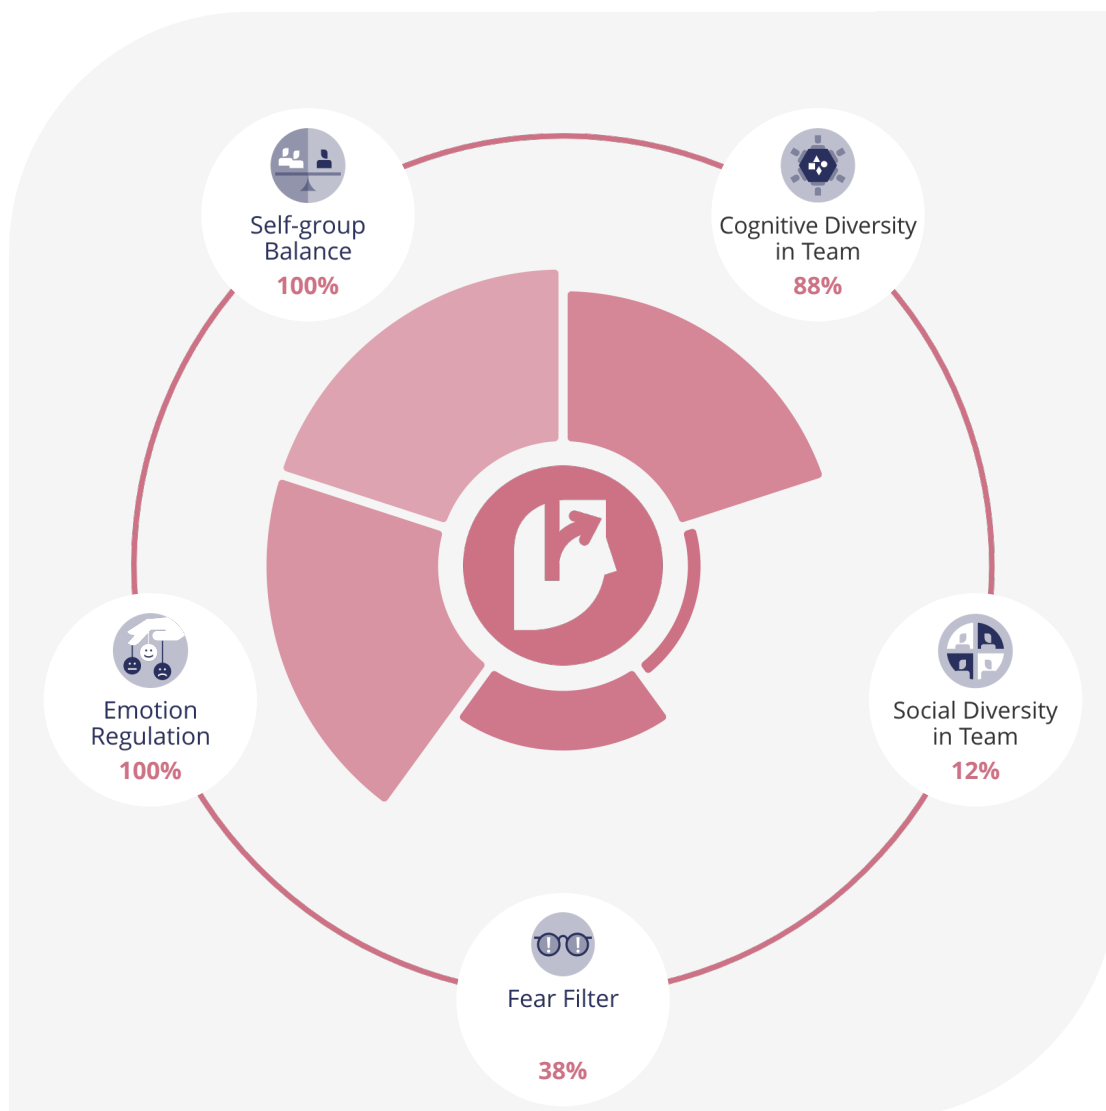 Self-group
Balance
100%
Cognitive Diversity
in Team
88%
Emotion
Regulation
100%
Social Diversity
in Team
12%
Fear Filter
38%